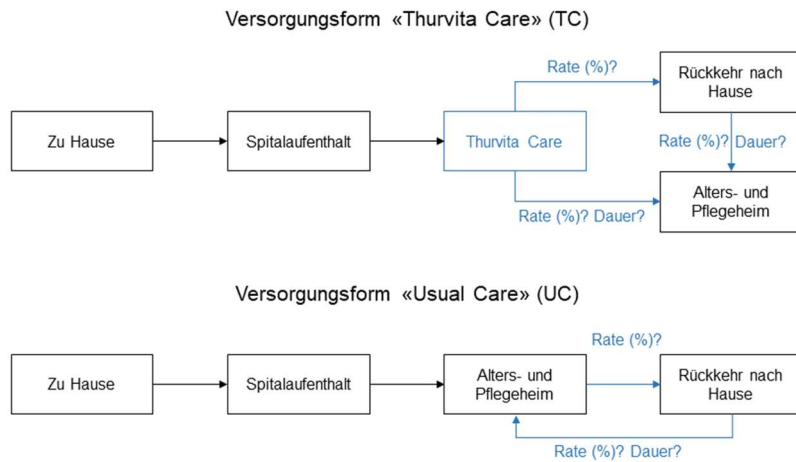 Versorgungsform «Thurvita Care» (TC)
Rate (%)?
Rückkehr nach
Hause
Zu Hause
Spitalaufenthalt
Thurvita Care
Rate (%)? Dauer?
Rate (%)? Dauer?
Alters- und
Pflegeheim
Versorgungsform «Usual Care» (UC)
Rate (%)?
Zu Hause
Spitalaufenthalt
Alters- und
Pflegeheim
Rückkehr nach
Hause
Rate (%)? Dauer?